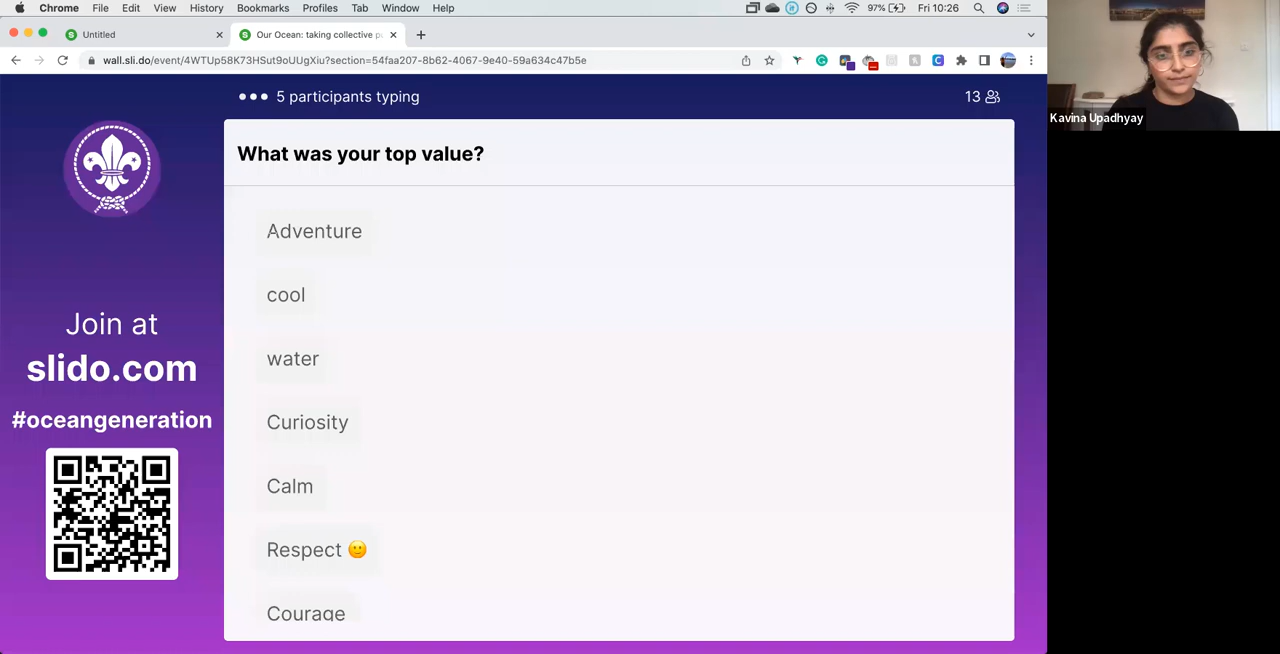 Chrome File Edit View History Bookmarks Profiles Tab Window Help 97% Fri 10:26
Untitled
Our Ocean: taking collective
wall.sli.do/event/4WTUp58K73HSut9oUUgXiu?section=54faa207-8b62-4067-9e40-59a634c47b5e
5 participants typing
13
Kavina Upadhyay
What was your top value?
Adventure
cool
water
Curiosity
Calm
Respect 🙂
Courage
Join at
slido.com
#oceangeneration